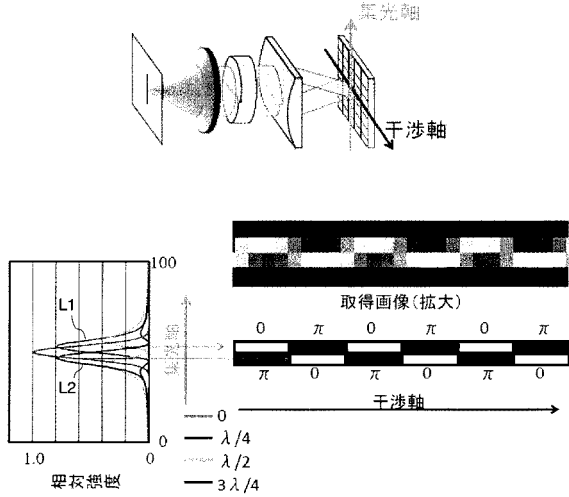 集光軸
干渉軸
100
L1
L2
集光軸
0
1.0
0
相対強度
0
λ/4
λ/2
3λ/4
取得画像(拡大)
0 π 0 π 0 π
π 0 π 0 π 0
干渉軸